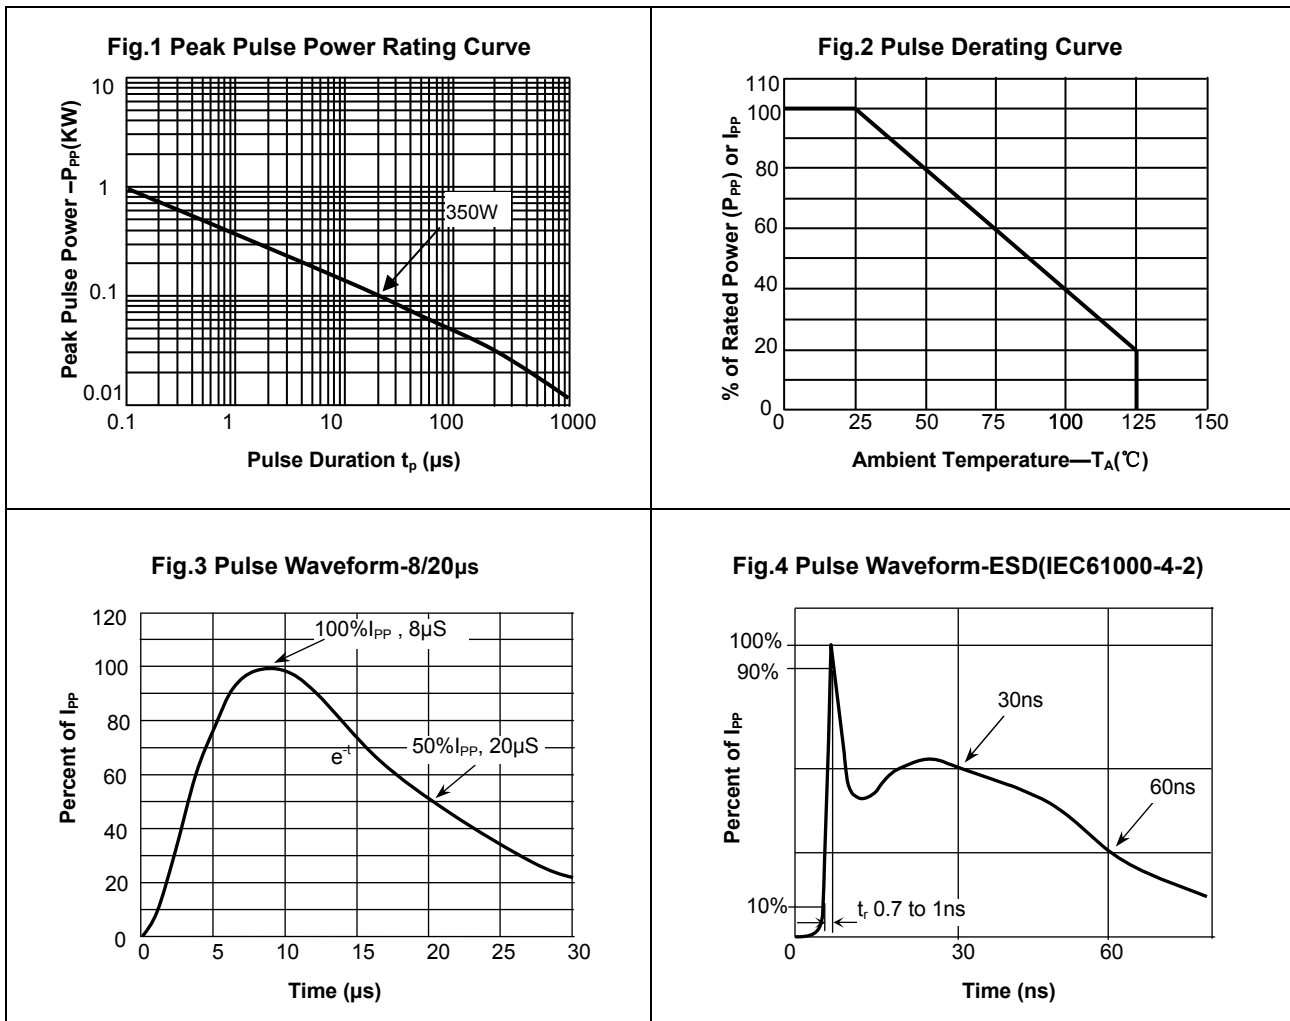 Fig.1 Peak Pulse Power Rating Curve
Peak Pulse Power –PPP(KW)
10
1
0.1
0.01
350W
0.1 1 10 100 1000
Pulse Duration tp (µs)
Fig.2 Pulse Derating Curve
% of Rated Power (PPP) or IPP
110
100
80
60
40
20
0
0 25 50 75 100 125 150
Ambient Temperature—TA(℃)
Fig.3 Pulse Waveform-8/20µs
Percent of IPP
120
100
80
60
40
20
0
100%IPP , 8µS
e-t
50%IPP, 20µS
0 5 10 15 20 25 30
Time (µs)
Fig.4 Pulse Waveform-ESD(IEC61000-4-2)
Percent of IPP
100%
90%
10%
30ns
60ns
tr 0.7 to 1ns
0 30 60
Time (ns)